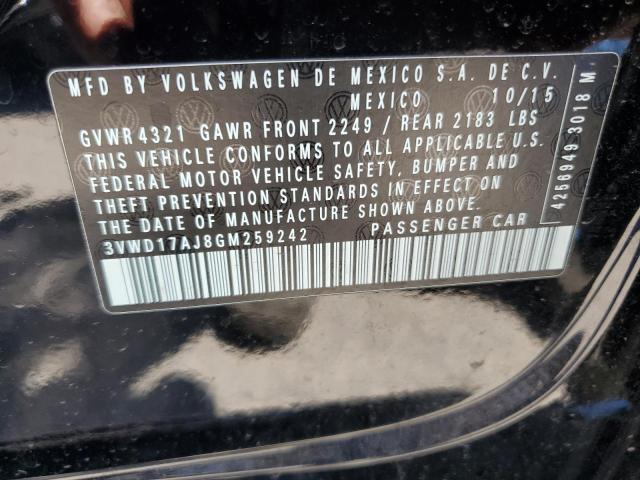 MFD BY VOLKSWAGEN DE MEXICO S.A. DE C.V.
MEXICO 10/15
GVWR 4321 GAWR FRONT 2249 / REAR 2183 LBS
THIS VEHICLE CONFORMS TO ALL APPLICABLE U.S.
FEDERAL MOTOR VEHICLE SAFETY, BUMPER AND
THEFT PREVENTION STANDARDS IN EFFECT ON
THE DATE OF MANUFACTURE SHOWN ABOVE.
3VWD17AJ8GM259242 PASSENGER CAR
4250949-3018 M